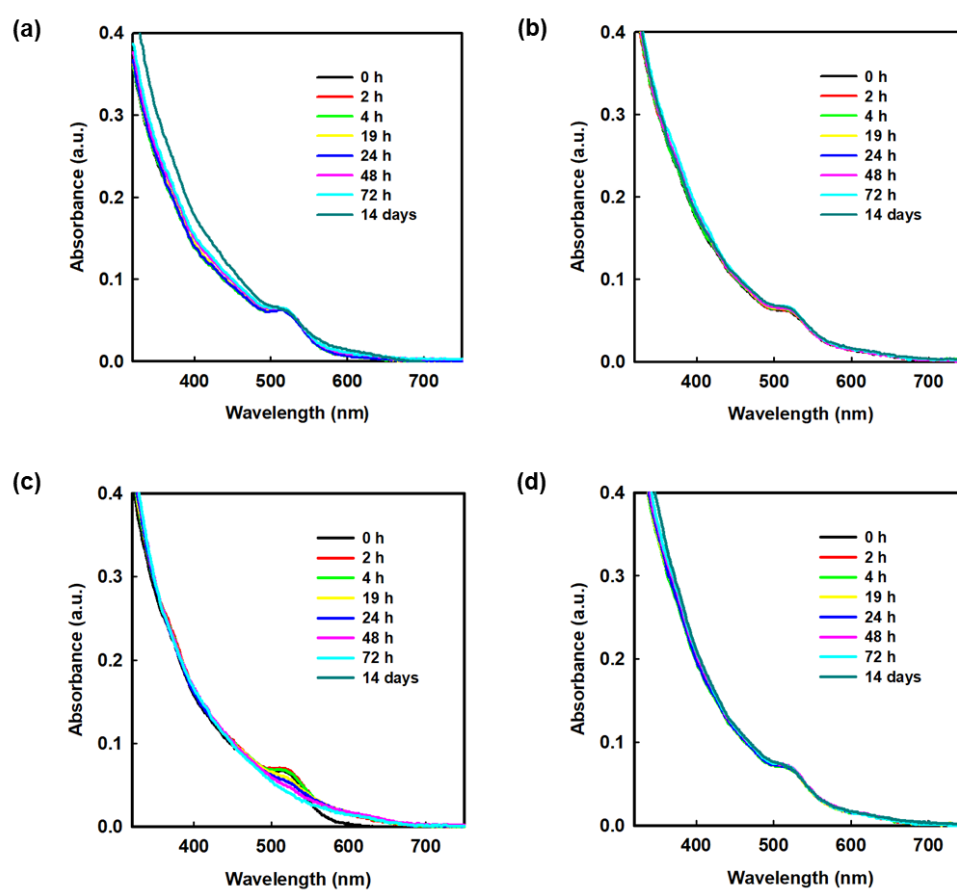 (a)
0.4
0.3
0.2
0.1
0.0
Absorbance (a.u.)
0 h
2 h
4 h
19 h
24 h
48 h
72 h
14 days
400 500 600 700
Wavelength (nm)
(b)
0.4
0.3
0.2
0.1
0.0
Absorbance (a.u.)
0 h
2 h
4 h
19 h
24 h
48 h
72 h
14 days
400 500 600 700
Wavelength (nm)
(c)
0.4
0.3
0.2
0.1
0.0
Absorbance (a.u.)
0 h
2 h
4 h
19 h
24 h
48 h
72 h
14 days
400 500 600 700
Wavelength (nm)
(d)
0.4
0.3
0.2
0.1
0.0
Absorbance (a.u.)
0 h
2 h
4 h
19 h
24 h
48 h
72 h
14 days
400 500 600 700
Wavelength (nm)